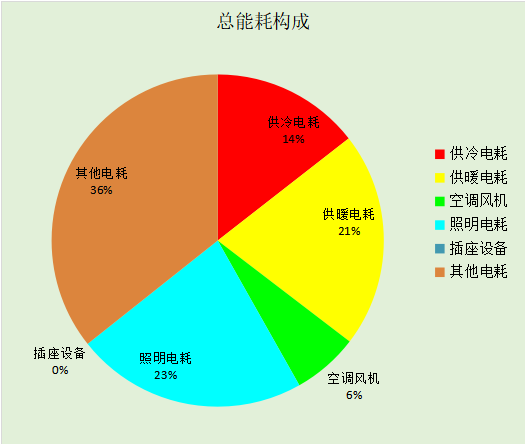 总能耗构成
供冷电耗
14%
供暖电耗
21%
空调风机
6%
照明电耗
23%
插座设备
0%
其他电耗
36%
供冷电耗
供暖电耗
空调风机
照明电耗
插座设备
其他电耗